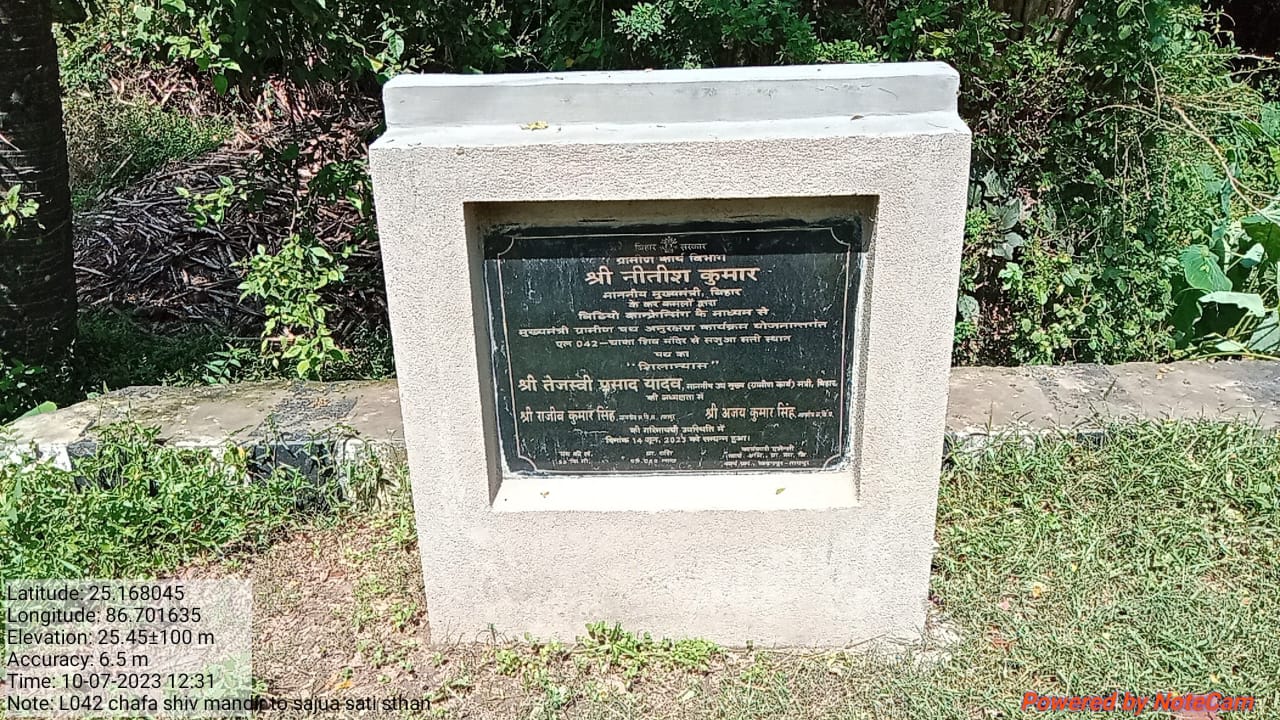 बिहार सरकार
ग्रामीण कार्य विभाग
श्री नीतीश कुमार
माननीय मुख्यमंत्री, बिहार
के कर कमलों द्वारा
विडियो कान्फ्रेन्सिंग के माध्यम से
मुख्यमंत्री ग्रामीण पथ अनुरक्षण कार्यक्रम योजनान्तर्गत
एल 042-चाफा शिव मंदिर से सजुआ सती स्थान
पथ का
"शिलान्यास"
श्री तेजस्वी प्रसाद यादव, माननीय उप मुख्य (ग्रामीण कार्य) मंत्री, बिहार
की अध्यक्षता में
श्री राजीव कुमार सिंह, श्री अजय कुमार सिंह
की गरिमामयी उपस्थिति में
दिनांक 14 जून, 2023 को सम्पन्न हुआ।
Latitude: 25.168045
Longitude: 86.701635
Elevation: 25.45±100 m
Accuracy: 6.5 m
Time: 10-07-2023 12:31
Note: L042 chafa shiv mandir to sajua sati sthan
Powered by NoteCam